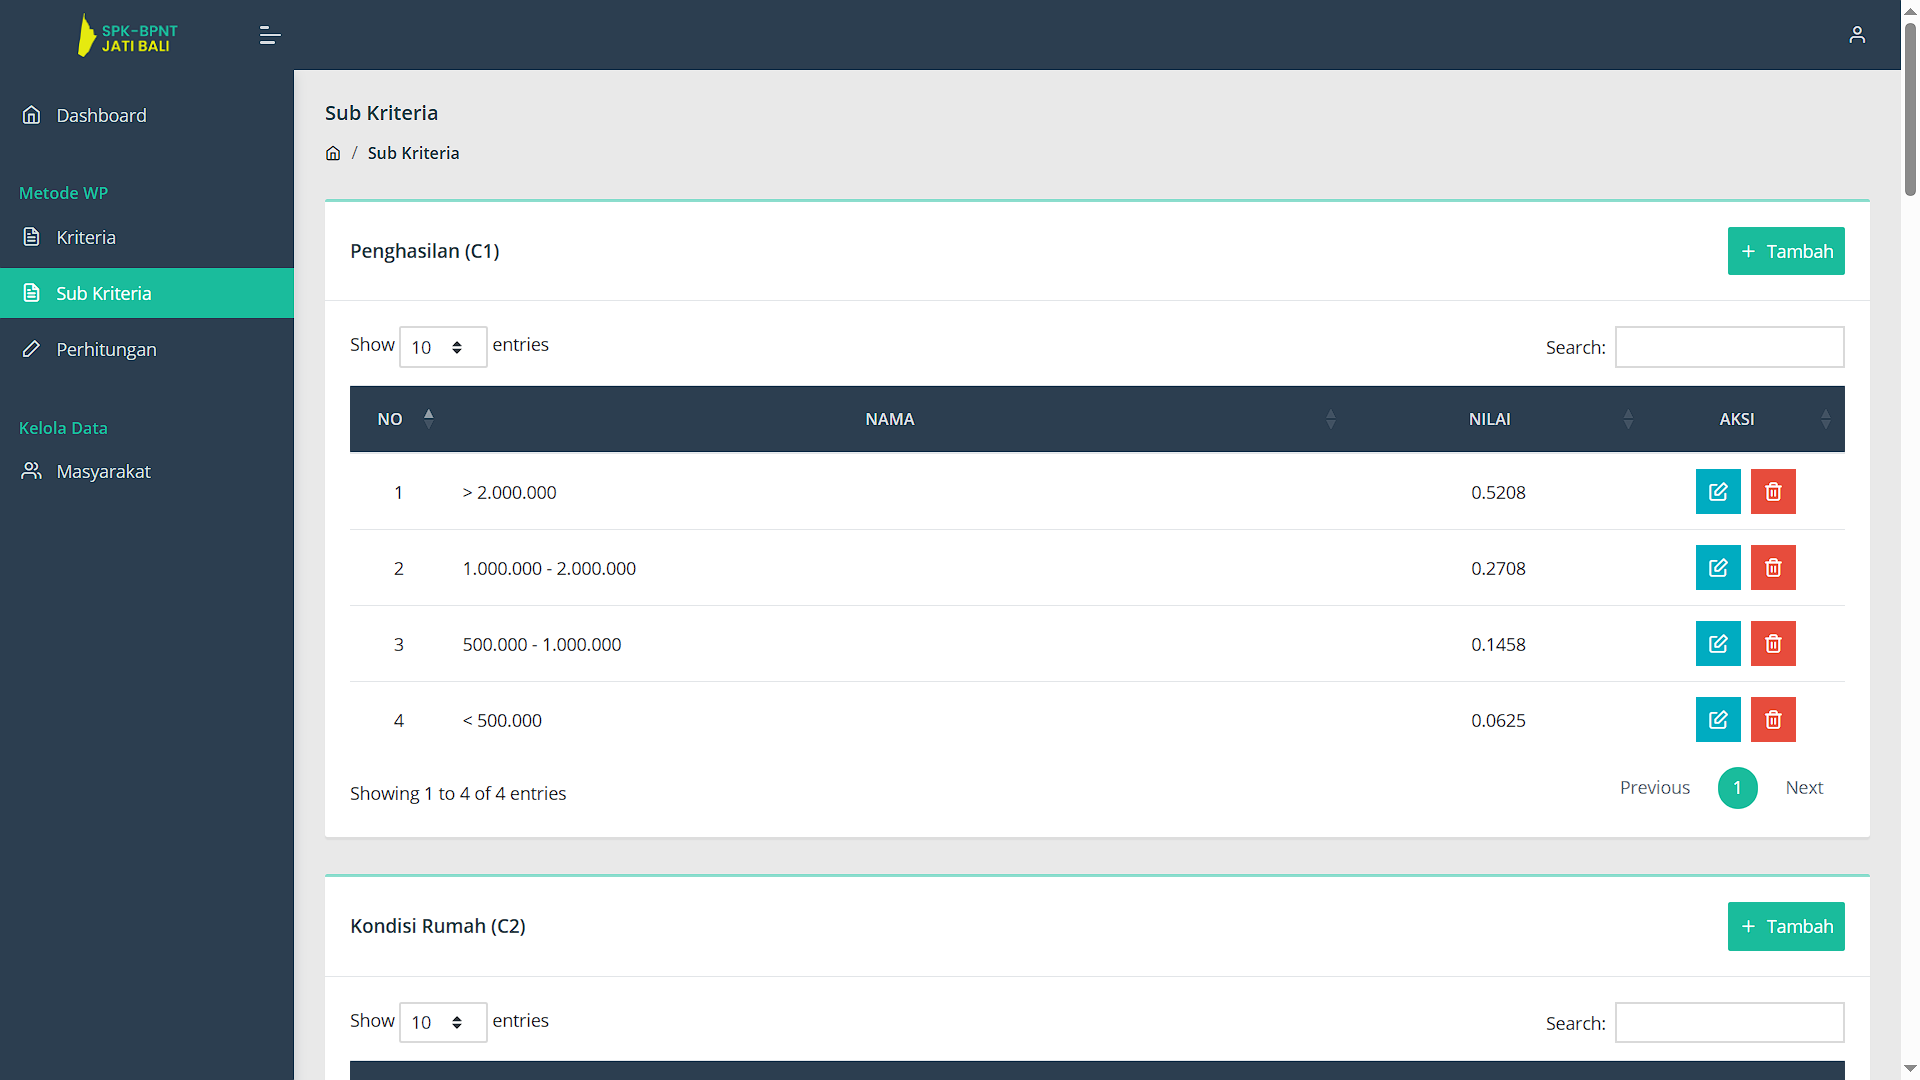 SPK-BPNT
JATI BALI
Dashboard
Metode WP
Kriteria
Sub Kriteria
Perhitungan
Kelola Data
Masyarakat
Sub Kriteria
/ Sub Kriteria
Penghasilan (C1)
+ Tambah
Show 10 entries
Search:
NO NAMA NILAI AKSI
1 > 2.000.000 0.5208
2 1.000.000 - 2.000.000 0.2708
3 500.000 - 1.000.000 0.1458
4 < 500.000 0.0625
Showing 1 to 4 of 4 entries
Previous 1 Next
Kondisi Rumah (C2)
+ Tambah
Show 10 entries
Search: